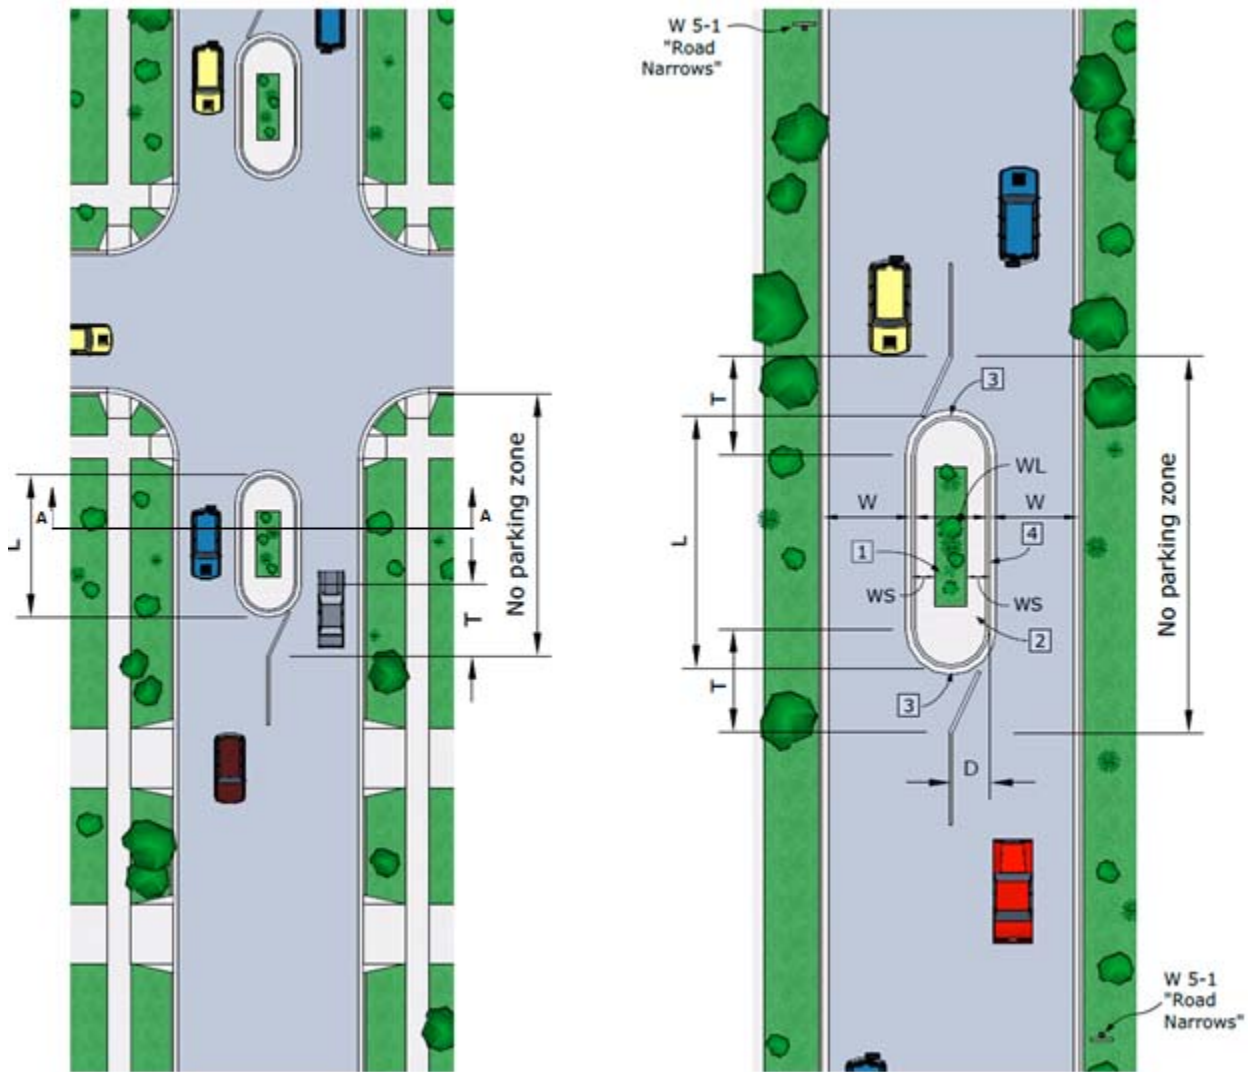 A
A
L
T
No parking zone
W 5-1
"Road
Narrows"
T
3
L
WL
W
W
1
4
WS
WS
2
T
3
D
No parking zone
W 5-1
"Road
Narrows"